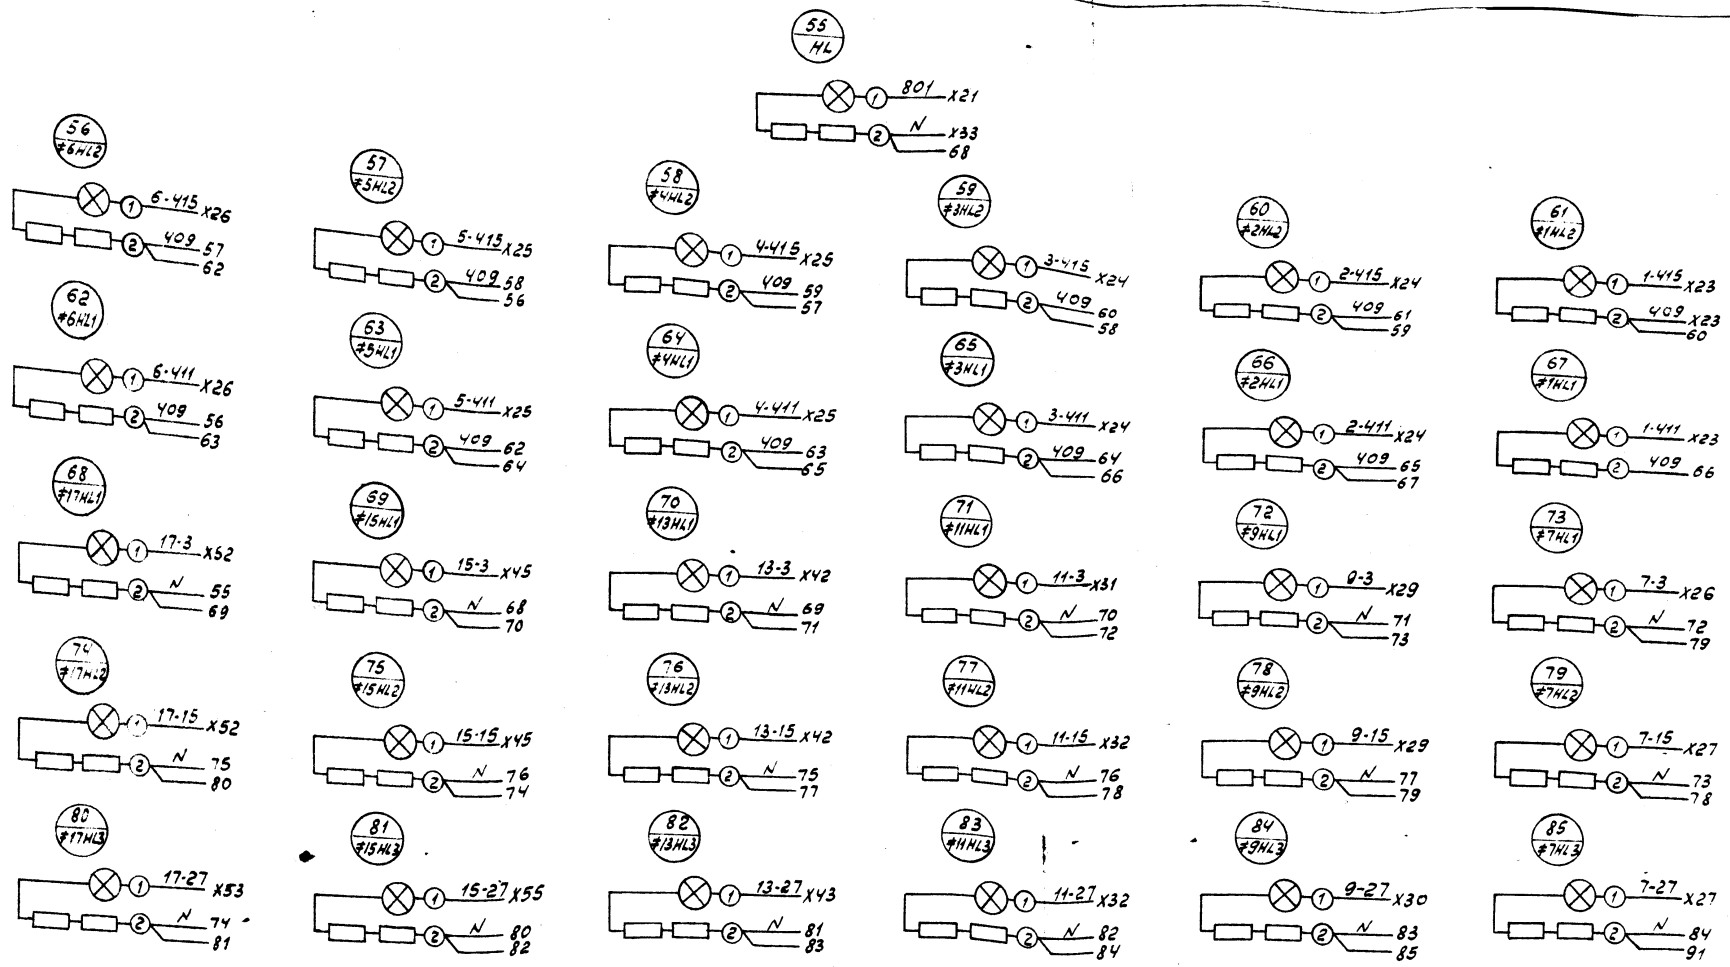 55
HL
1 801 X21
2 N X33
68
56
#6HL2
1 6-415 X26
2 409 57
62
57
#5HL2
1 5-415 X25
2 409 58
56
58
#4HL2
1 4-415 X25
2 409 59
57
59
#3HL2
1 3-415 X24
2 409 60
58
60
#2HL2
1 2-415 X24
2 409 61
59
61
#1HL2
1 1-415 X23
2 409 X23
60
62
#6HL1
1 6-411 X26
2 409 56
63
63
#5HL1
1 5-411 X25
2 409 62
64
64
#4HL1
1 4-411 X25
2 409 63
65
65
#3HL1
1 3-411 X24
2 409 64
66
66
#2HL1
1 2-411 X24
2 409 65
67
67
#1HL1
1 1-411 X23
2 409 66
68
#17HL1
1 17-3 X52
2 N 55
69
69
#15HL1
1 15-3 X45
2 N 68
70
70
#13HL1
1 13-3 X42
2 N 69
71
71
#11HL1
1 11-3 X31
2 N 70
72
72
#9HL1
1 9-3 X29
2 N 71
73
73
#7HL1
1 7-3 X26
2 N 72
79
74
#17HL2
1 17-15 X52
2 N 75
80
75
#15HL2
1 15-15 X45
2 N 76
74
76
#13HL2
1 13-15 X42
2 N 75
77
77
#11HL2
1 11-15 X32
2 N 76
78
78
#9HL2
1 9-15 X29
2 N 77
79
79
#7HL2
1 7-15 X27
2 N 73
78
80
#17HL3
1 17-27 X53
2 N 74
81
81
#15HL3
1 15-27 X55
2 N 80
82
82
#13HL3
1 13-27 X43
2 N 81
83
83
#11HL3
1 11-27 X32
2 N 82
84
84
#9HL3
1 9-27 X30
2 N 83
85
85
#7HL3
1 7-27 X27
2 N 84
91